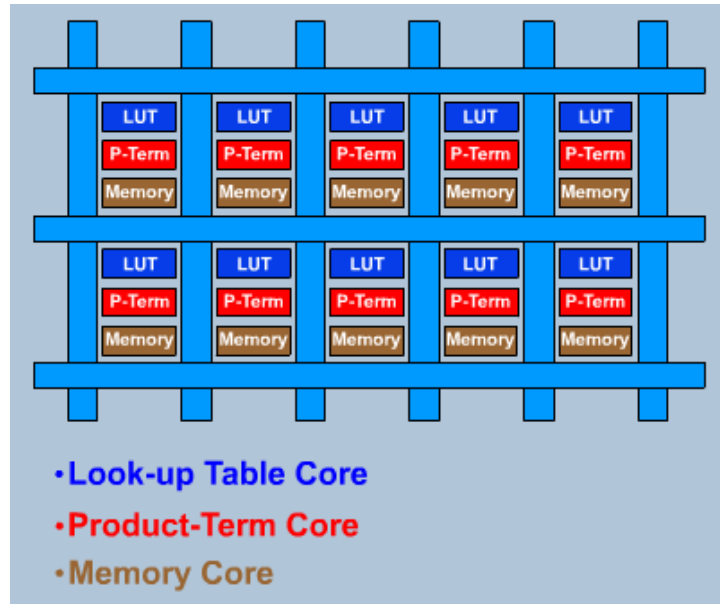 LUT LUT LUT LUT LUT
P-Term P-Term P-Term P-Term P-Term
Memory Memory Memory Memory Memory
LUT LUT LUT LUT LUT
P-Term P-Term P-Term P-Term P-Term
Memory Memory Memory Memory Memory
•Look-up Table Core
•Product-Term Core
•Memory Core